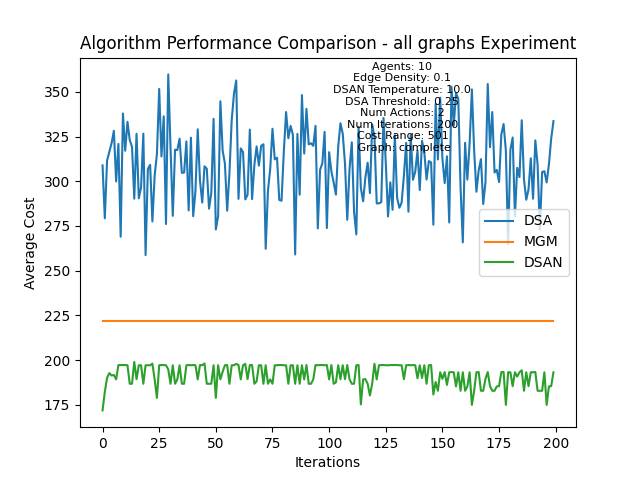 Algorithm Performance Comparison - all graphs Experiment
Agents: 10
Edge Density: 0.1
DSAN Temperature: 10.0
DSA Threshold: 0.25
Num Actions: 2
Num Iterations: 200
Cost Range: 501
Graph: complete
350
325
300
275
250
225
200
175
Average Cost
DSA
MGM
DSAN
0
25
50
75
100
125
150
175
200
Iterations